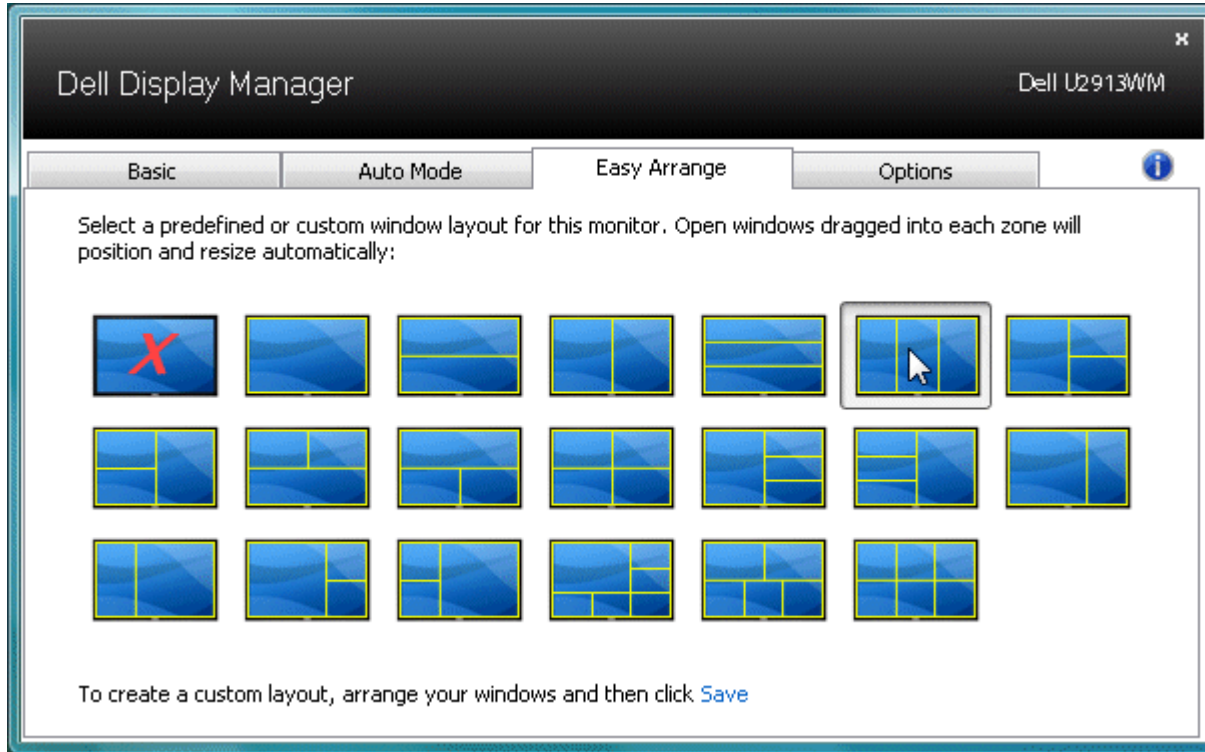 x
Dell Display Manager
Dell U2913WM
Basic
Auto Mode
Easy Arrange
Options
i
Select a predefined or custom window layout for this monitor. Open windows dragged into each zone will
position and resize automatically:
X
To create a custom layout, arrange your windows and then click Save